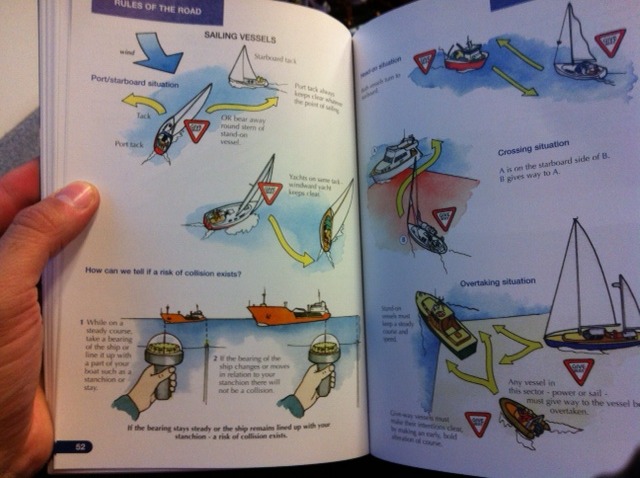 RULES OF THE ROAD
SAILING VESSELS
wind
Starboard tack
Port/starboard situation
Port tack always
keeps clear whatever
the point of sailing.
Tack
OR bear away
round stern of
stand-on
vessel.
Port tack
Yachts on same tack -
windward yacht
keeps clear.
How can we tell if a risk of collision exists?
1 While on a
steady course,
take a bearing
of the ship or
line it up with
a part of your
boat such as a
stanchion or
stay.
2 If the bearing of the
ship changes or moves
in relation to your
stanchion there will
not be a collision.
If the bearing stays steady or the ship remains lined up with your
stanchion - a risk of collision exists.
52
Head-on situation
Both vessels turn to
starboard.
Crossing situation
A is on the starboard side of B.
B gives way to A.
Overtaking situation
Stand-on
vessels must
keep a steady
course and
speed.
Any vessel in
this sector - power or sail -
must give way to the vessel be
overtaken.
Give-way vessels must
make their intentions clear,
by making an early, bold
alteration of course.